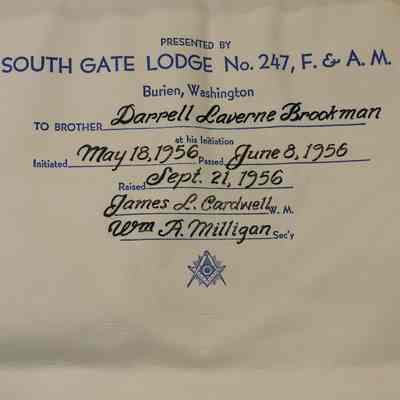 PRESENTED BY
SOUTH GATE LODGE No. 247, F. & A. M.
Burien, Washington
TO BROTHER Darrell Laverne Brookman
at his Initiation
Initiated May 18, 1956 Passed June 8, 1956
Raised Sept. 21, 1956
James L. Cardwell W. M.
Wm A. Milligan Sec'y
G